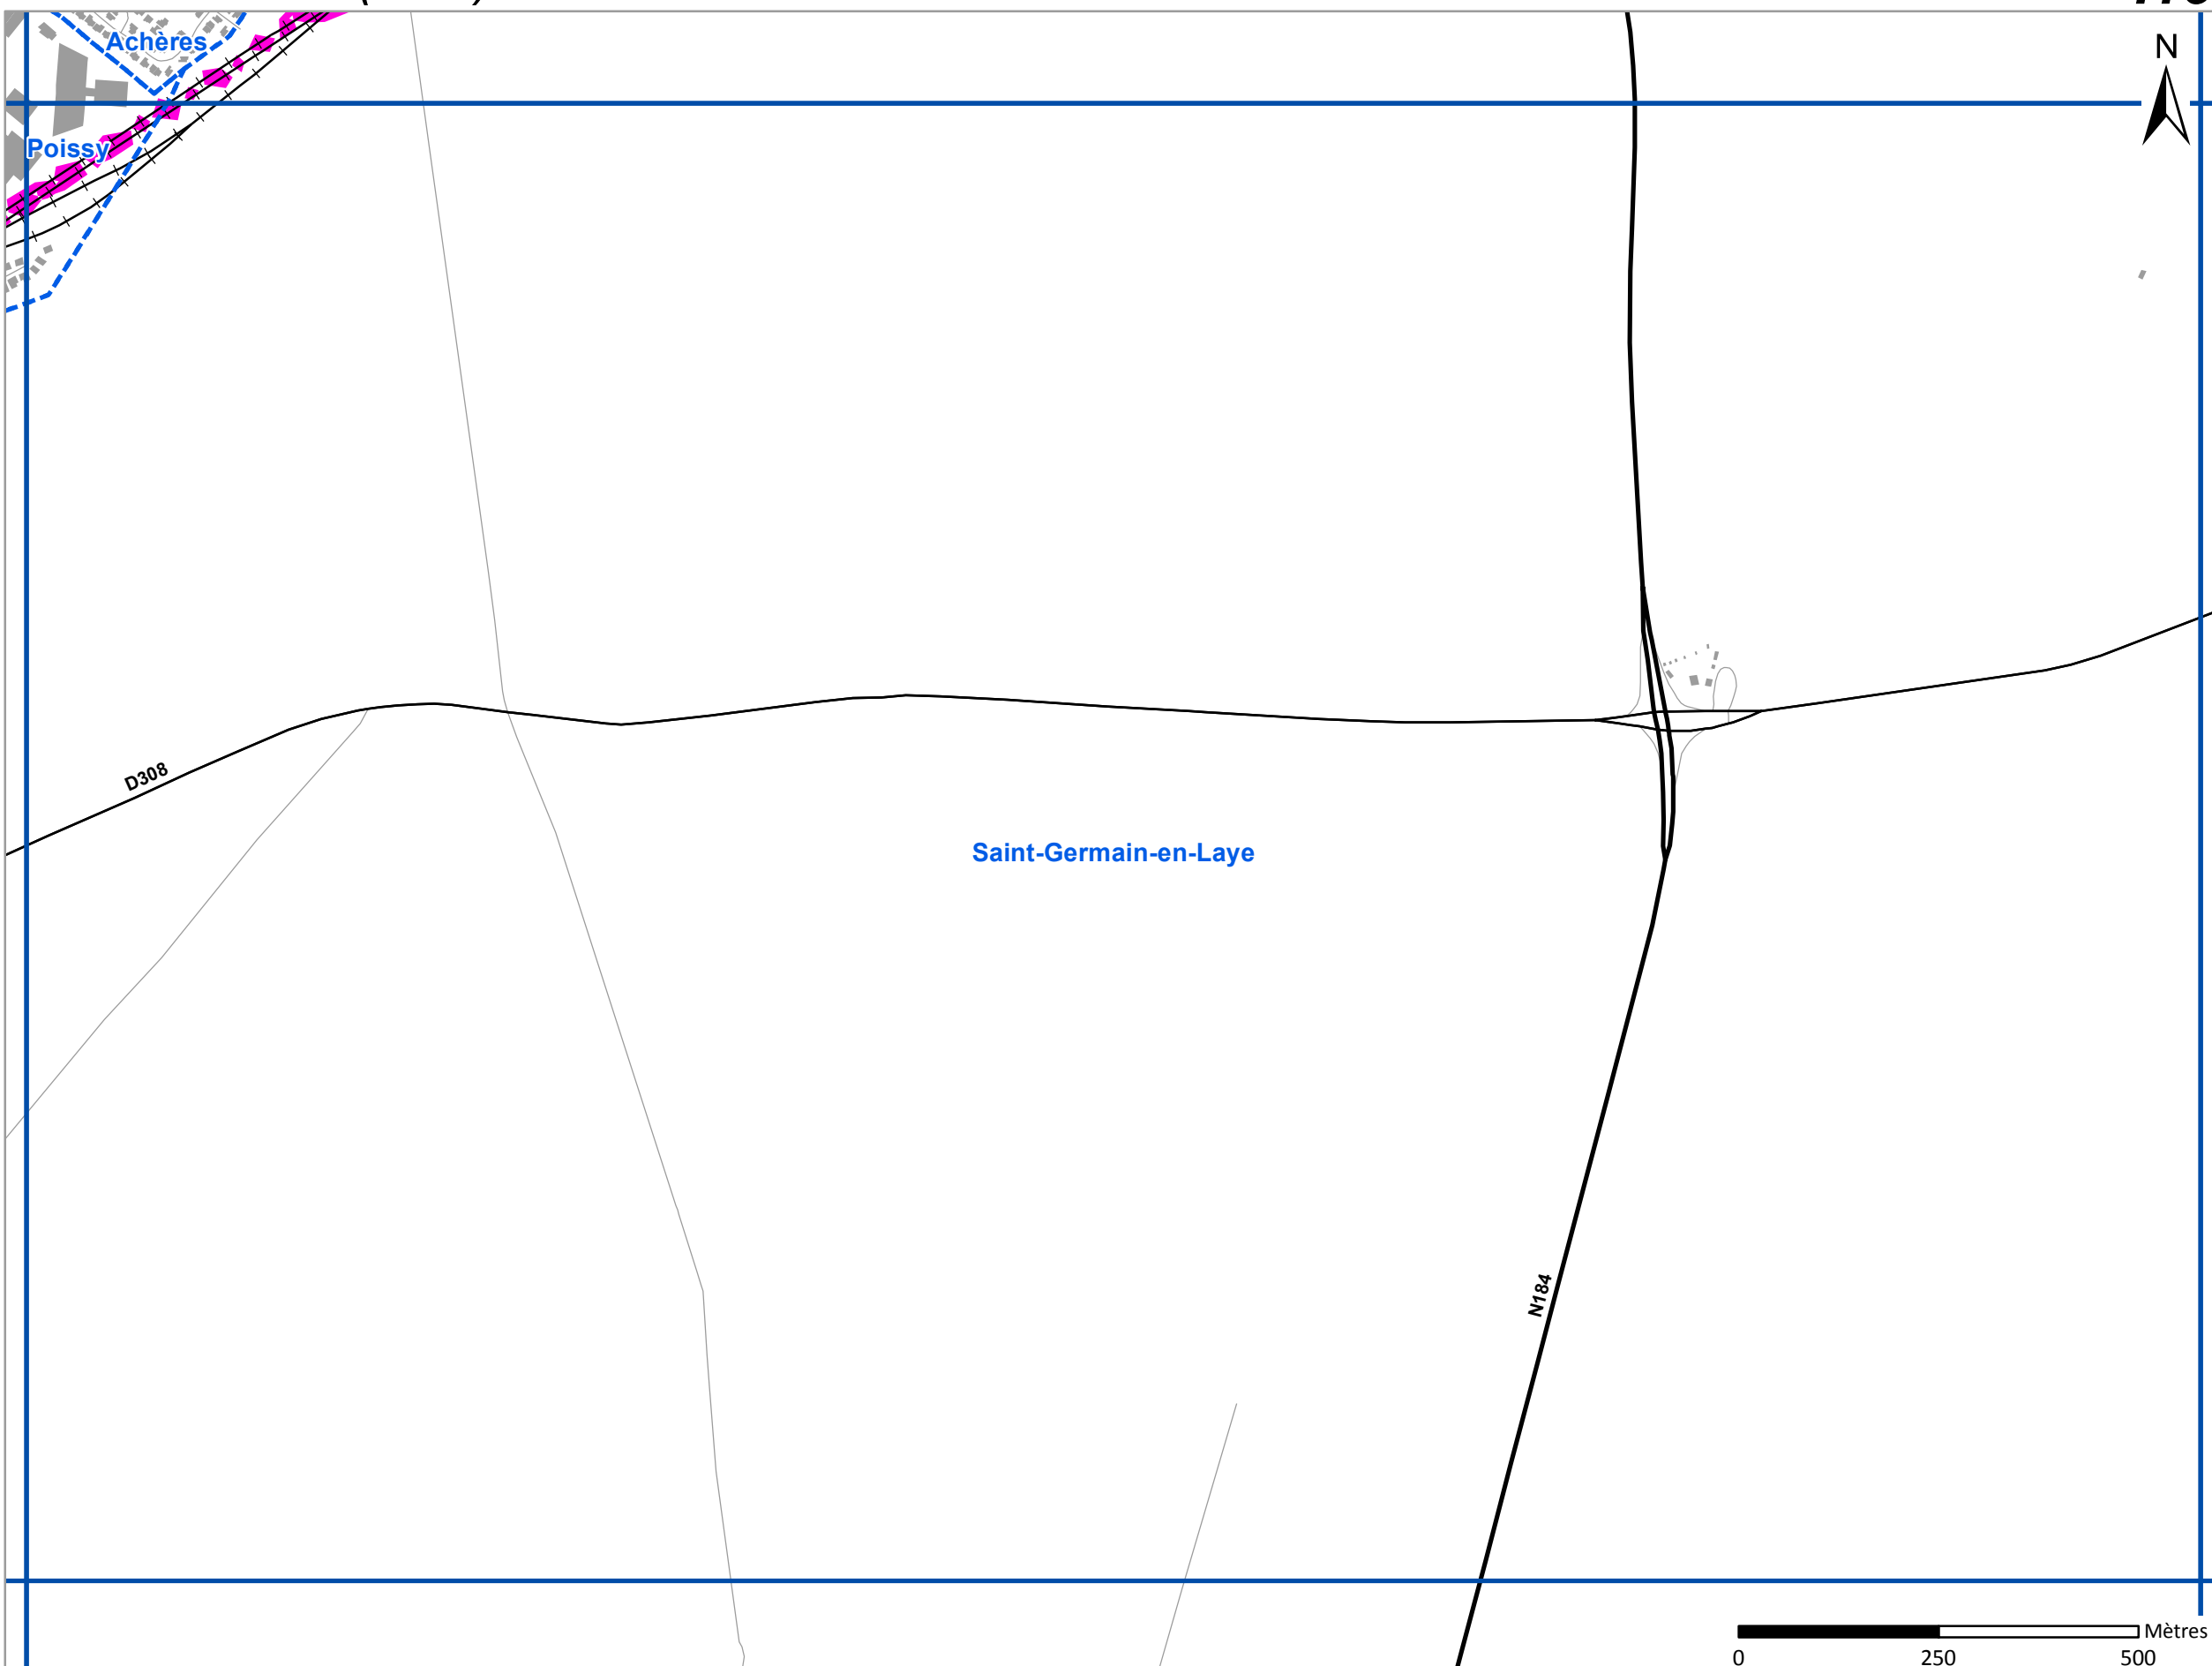 N
Achères
Poissy
D308
Saint-Germain-en-Laye
N184
Mètres
0 250 500